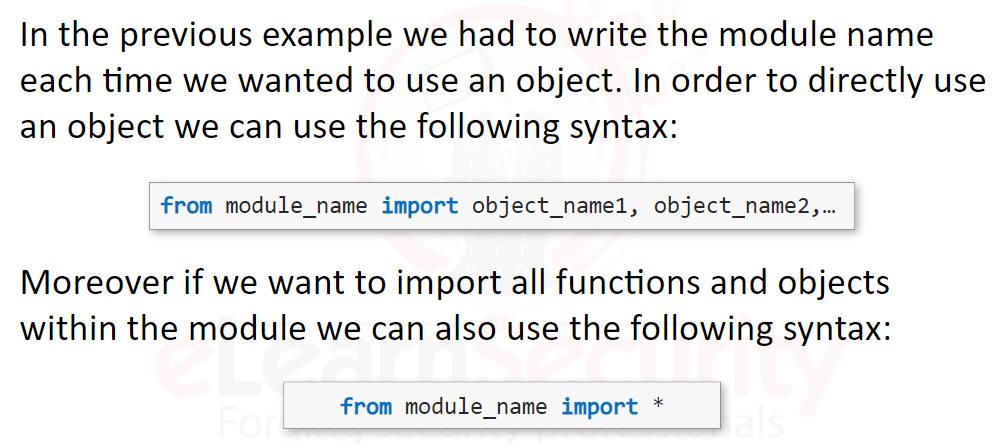 In the previous example we had to write the module name
each time we wanted to use an object. In order to directly use
an object we can use the following syntax:
from module_name import object_name1, object_name2,…
Moreover if we want to import all functions and objects
within the module we can also use the following syntax:
eLearnSecurity
from module_name import *
Forging security professionals